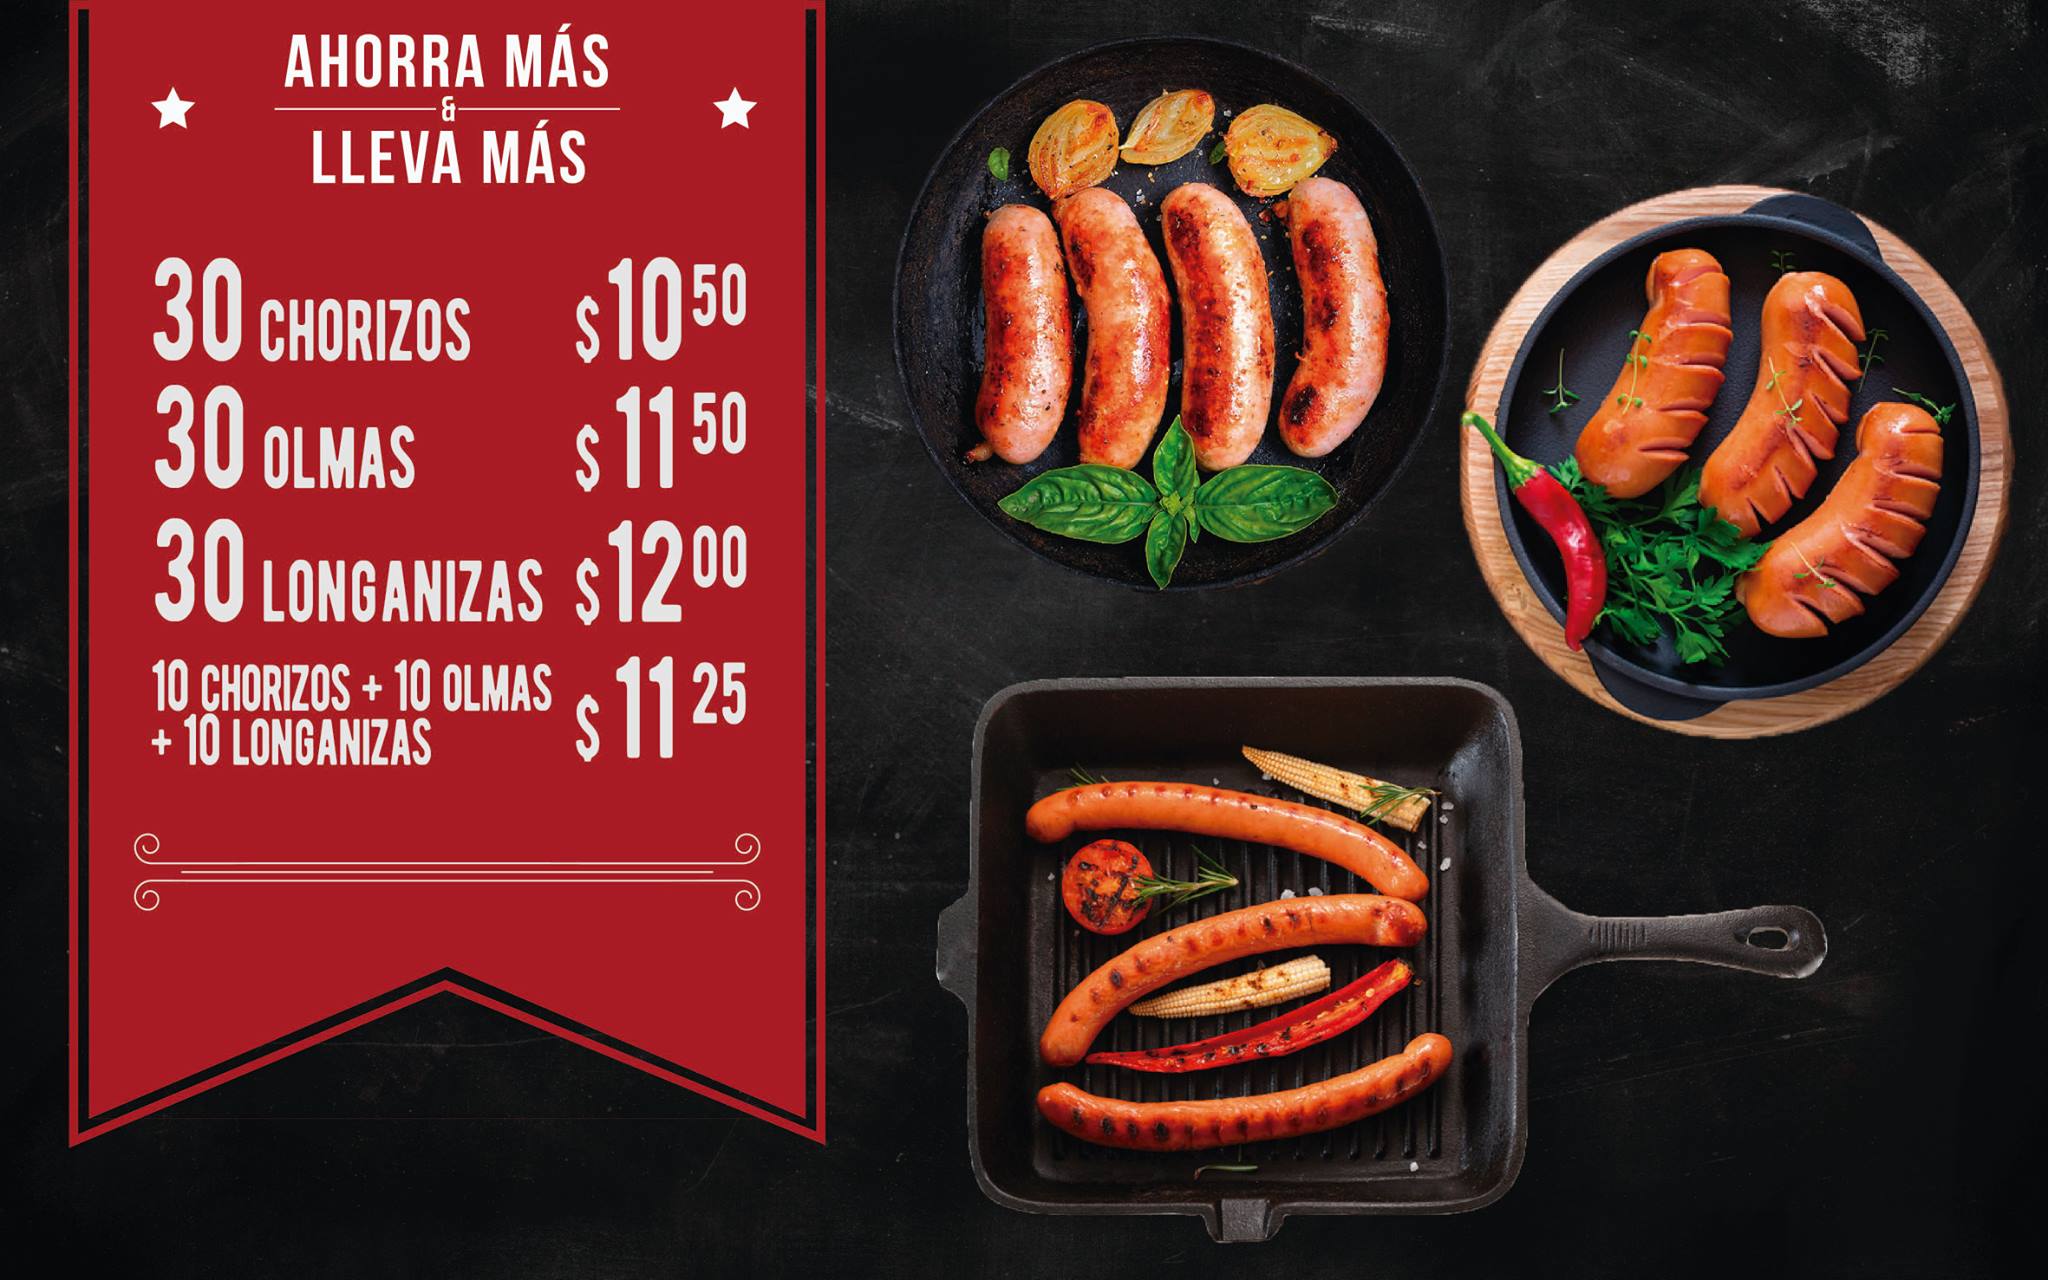 AHORRA MÁS
&
LLEVA MÁS
30 CHORIZOS $10 50
30 OLMAS $11 50
30 LONGANIZAS $12 00
10 CHORIZOS + 10 OLMAS
+ 10 LONGANIZAS $11 25